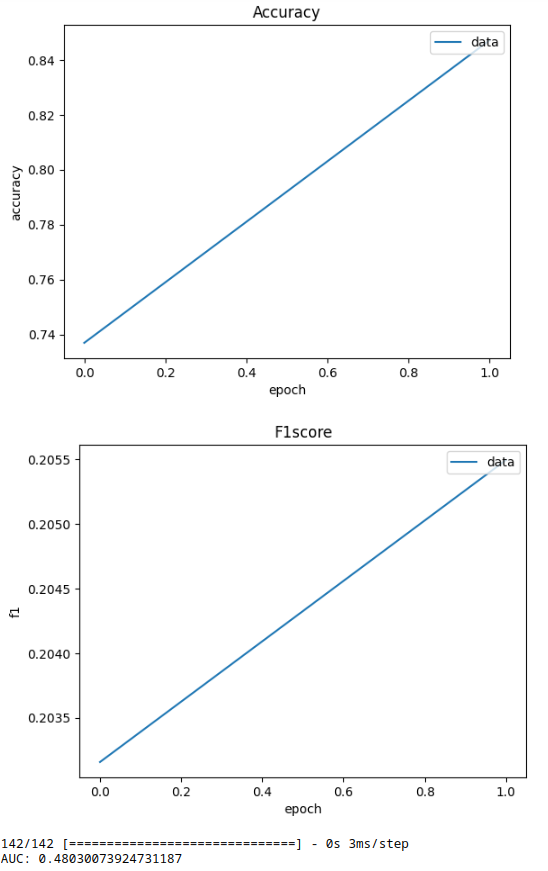 Accuracy
data
0.84
0.82
0.80
0.78
0.76
0.74
accuracy
0.0 0.2 0.4 0.6 0.8 1.0
epoch
F1score
data
0.2055
0.2050
0.2045
0.2040
0.2035
f1
0.0 0.2 0.4 0.6 0.8 1.0
epoch
142/142 [==============================] - 0s 3ms/step
AUC: 0.48030073924731187